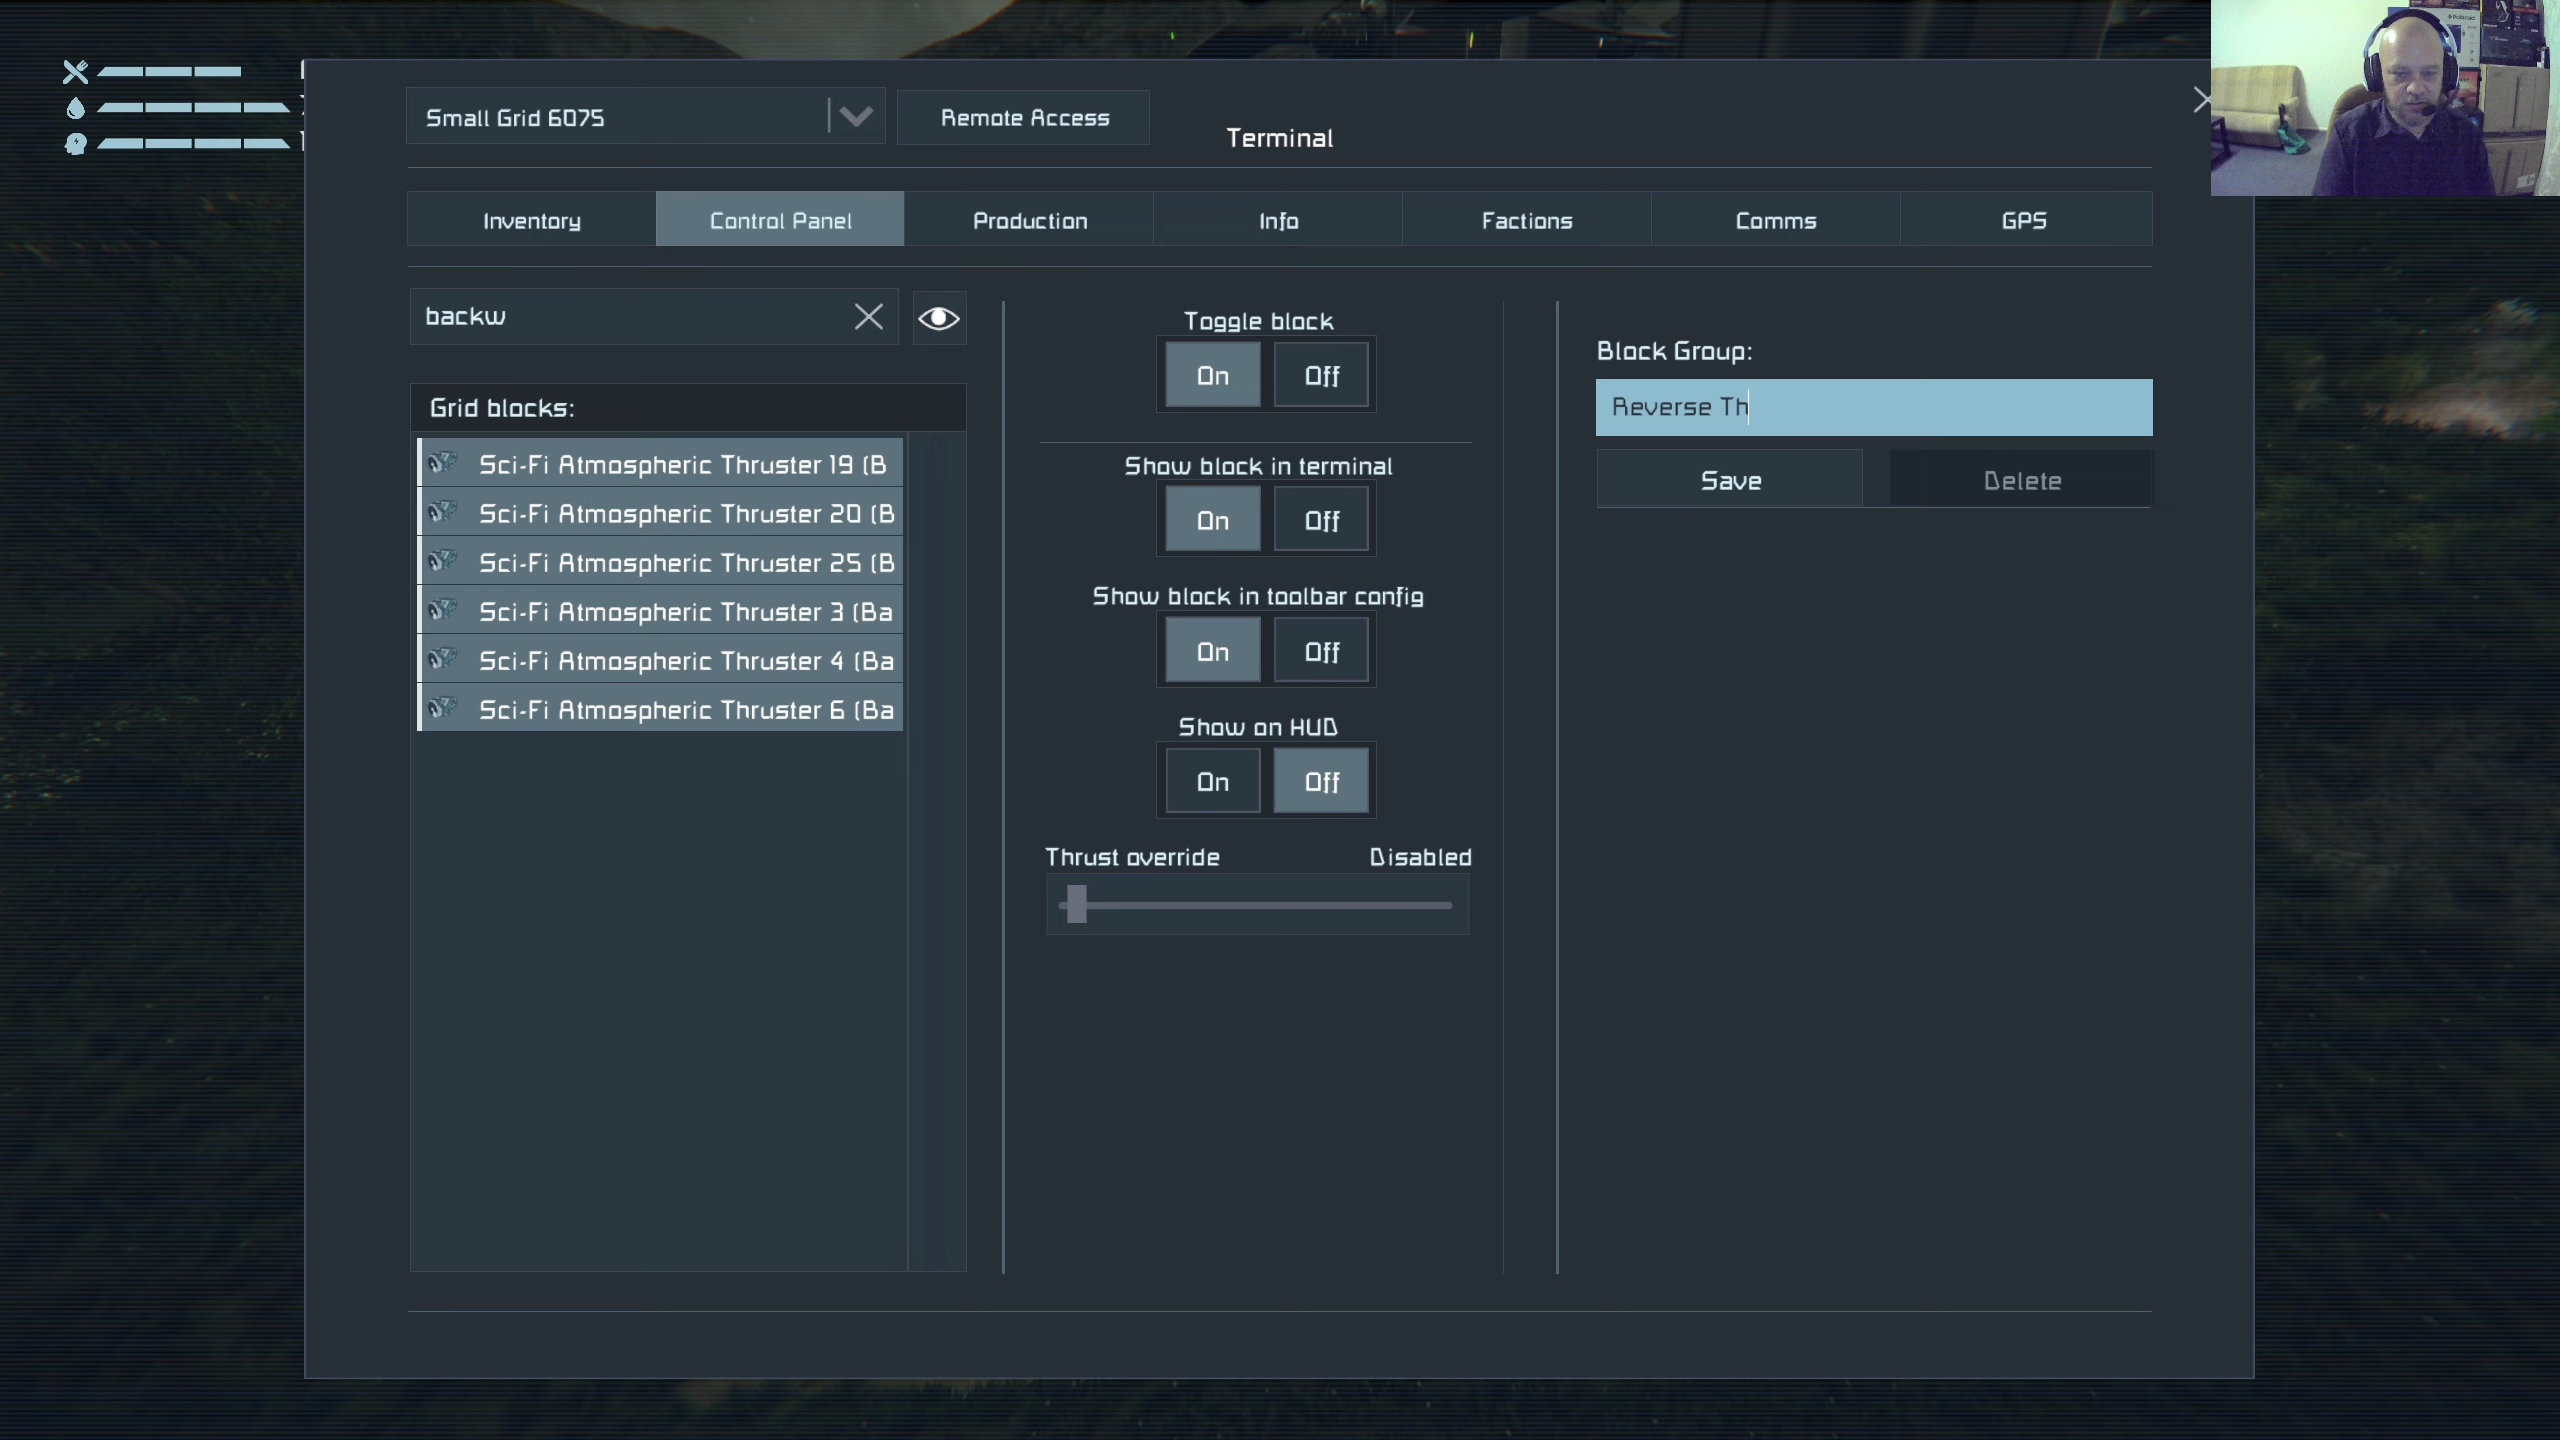 Small Grid 6075
Remote Access
Terminal
Inventory
Control Panel
Production
Info
Factions
Comms
GPS
backw
Grid blocks:
Sci-Fi Atmospheric Thruster 19 (B
Sci-Fi Atmospheric Thruster 20 (B
Sci-Fi Atmospheric Thruster 25 (B
Sci-Fi Atmospheric Thruster 3 (Ba
Sci-Fi Atmospheric Thruster 4 (Ba
Sci-Fi Atmospheric Thruster 6 (Ba
Toggle block
On Off
Show block in terminal
On Off
Show block in toolbar config
On Off
Show on HUD
On Off
Thrust override Disabled
Block Group:
Reverse Th
Save Delete